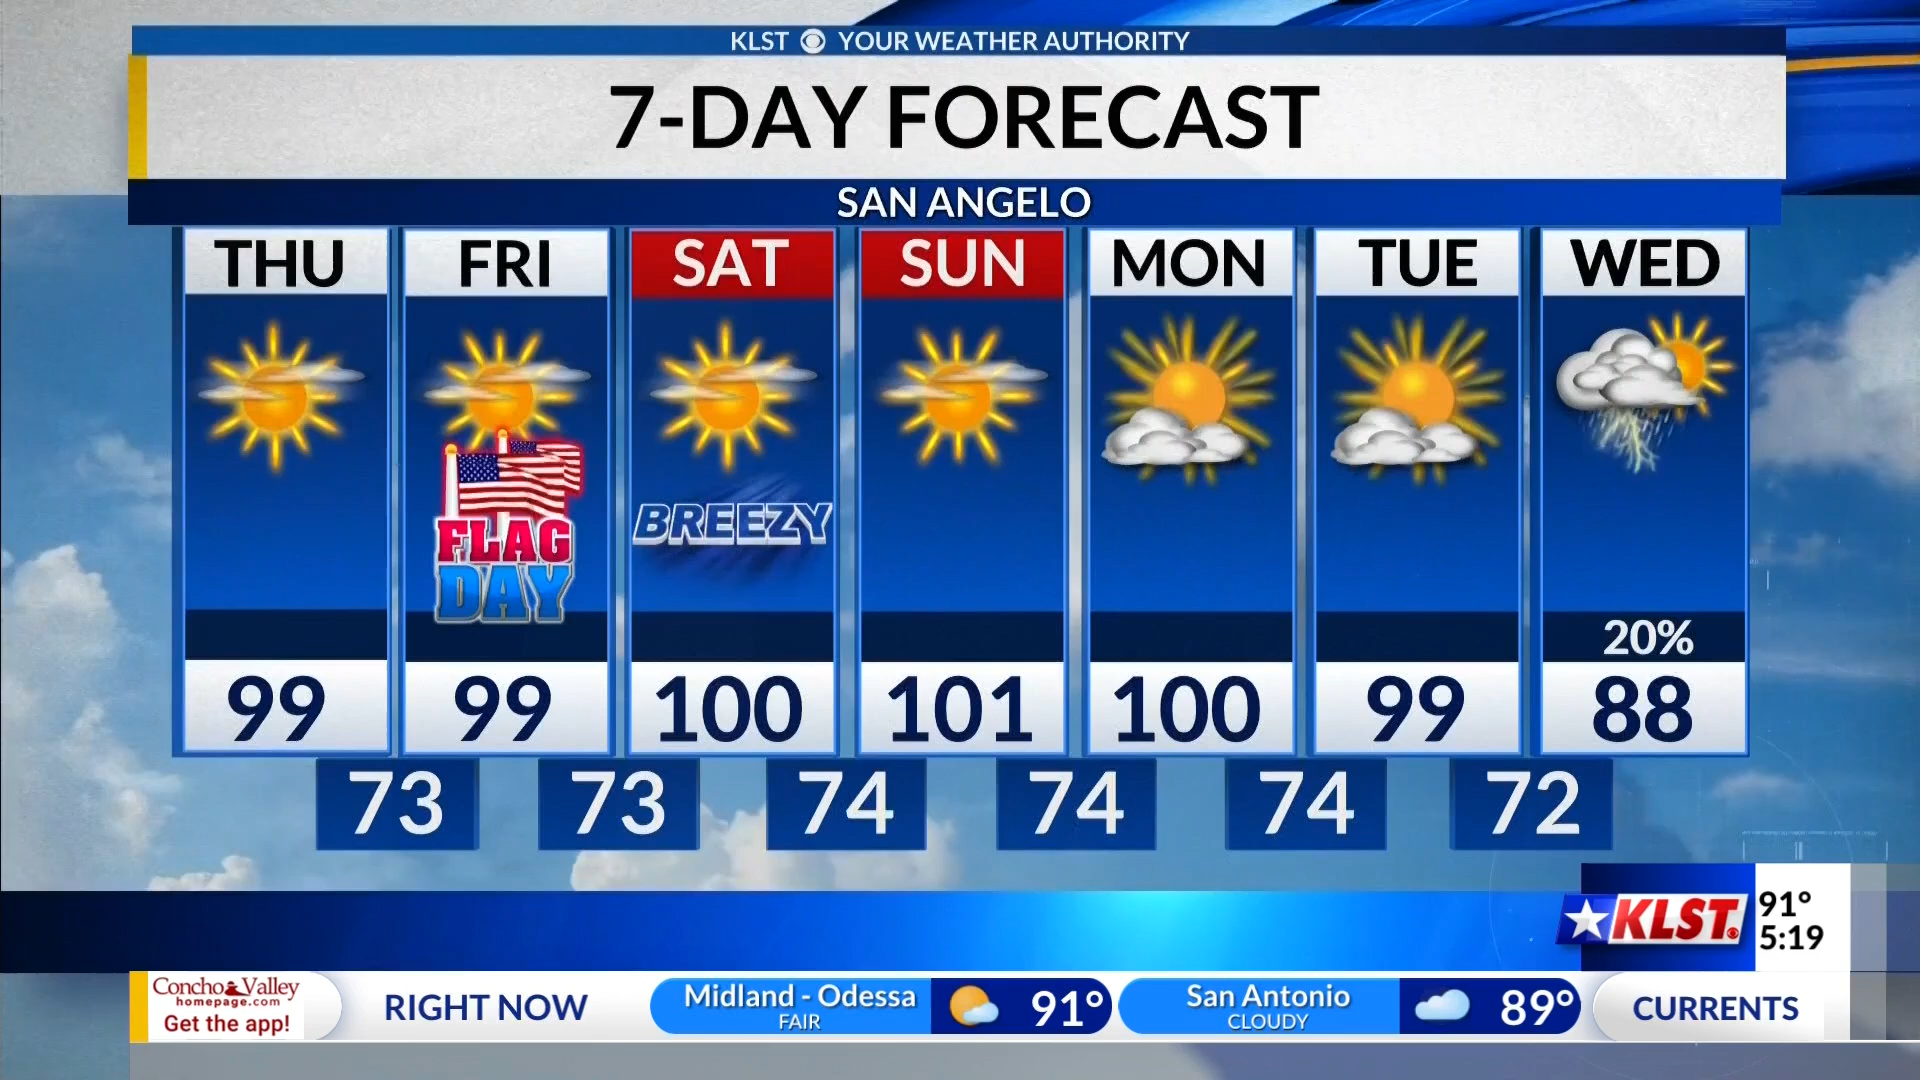 KLST YOUR WEATHER AUTHORITY
7-DAY FORECAST
SAN ANGELO
THU FRI SAT SUN MON TUE WED
FLAG
DAY
BREEZY
20%
99 99 100 101 100 99 88
73 73 74 74 74 72
KLST
91°
5:19
Concho Valley
homepage.com
Get the app!
RIGHT NOW
Midland - Odessa
FAIR
91°
San Antonio
CLOUDY
89°
CURRENTS